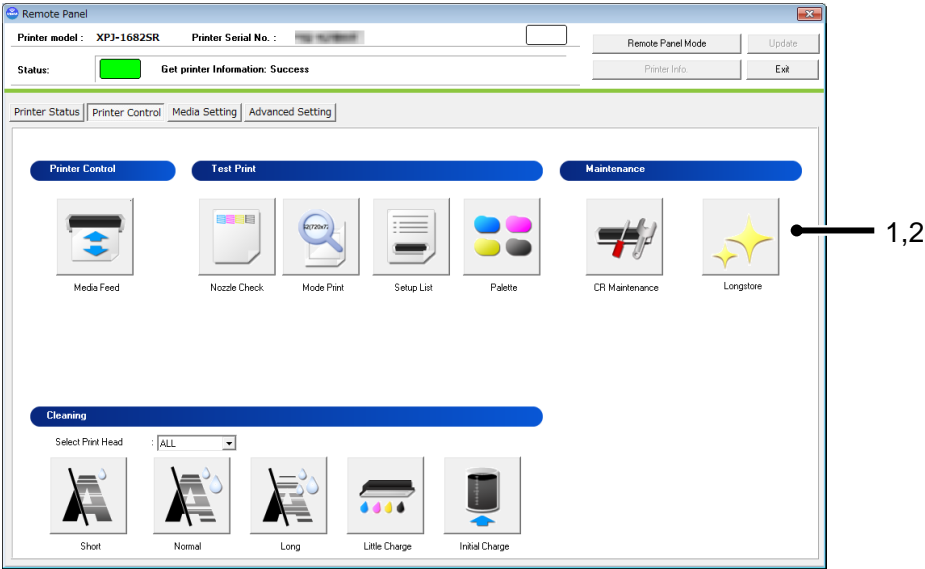 Remote Panel
Printer model : XPJ-1682SR Printer Serial No. :
Remote Panel Mode Update
Status: Get printer Information: Success
Printer Info. Exit
Printer Status Printer Control Media Setting Advanced Setting
Printer Control Test Print Maintenance
1,2
Media Feed Nozzle Check Mode Print Setup List Palette CR Maintenance Longstore
Cleaning
Select Print Head : ALL
Short Normal Long Little Charge Initial Charge